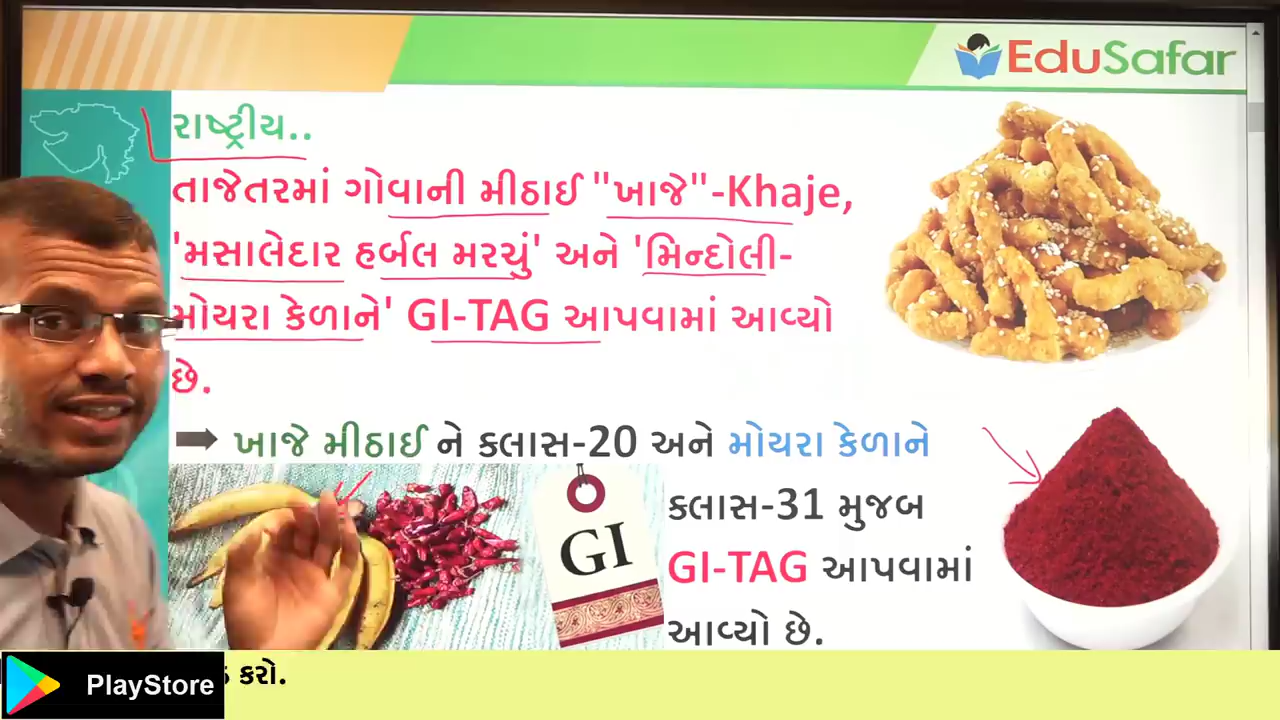 EduSafar
રાષ્ટ્રીય..
તાજેતરમાં ગોવાની મીઠાઈ "ખાજે"-Khaje,
'મસાલેદાર હર્બલ મરચું' અને 'મિન્દોલી-
મોયરા કેળાને' GI-TAG આપવામાં આવ્યો
છે.
ખાજે મીઠાઈ ને ક્લાસ-20 અને મોયરા કેળાને
ક્લાસ-31 મુજબ
GI-TAG આપવામાં
આવ્યો છે.
GI
કરો.
PlayStore